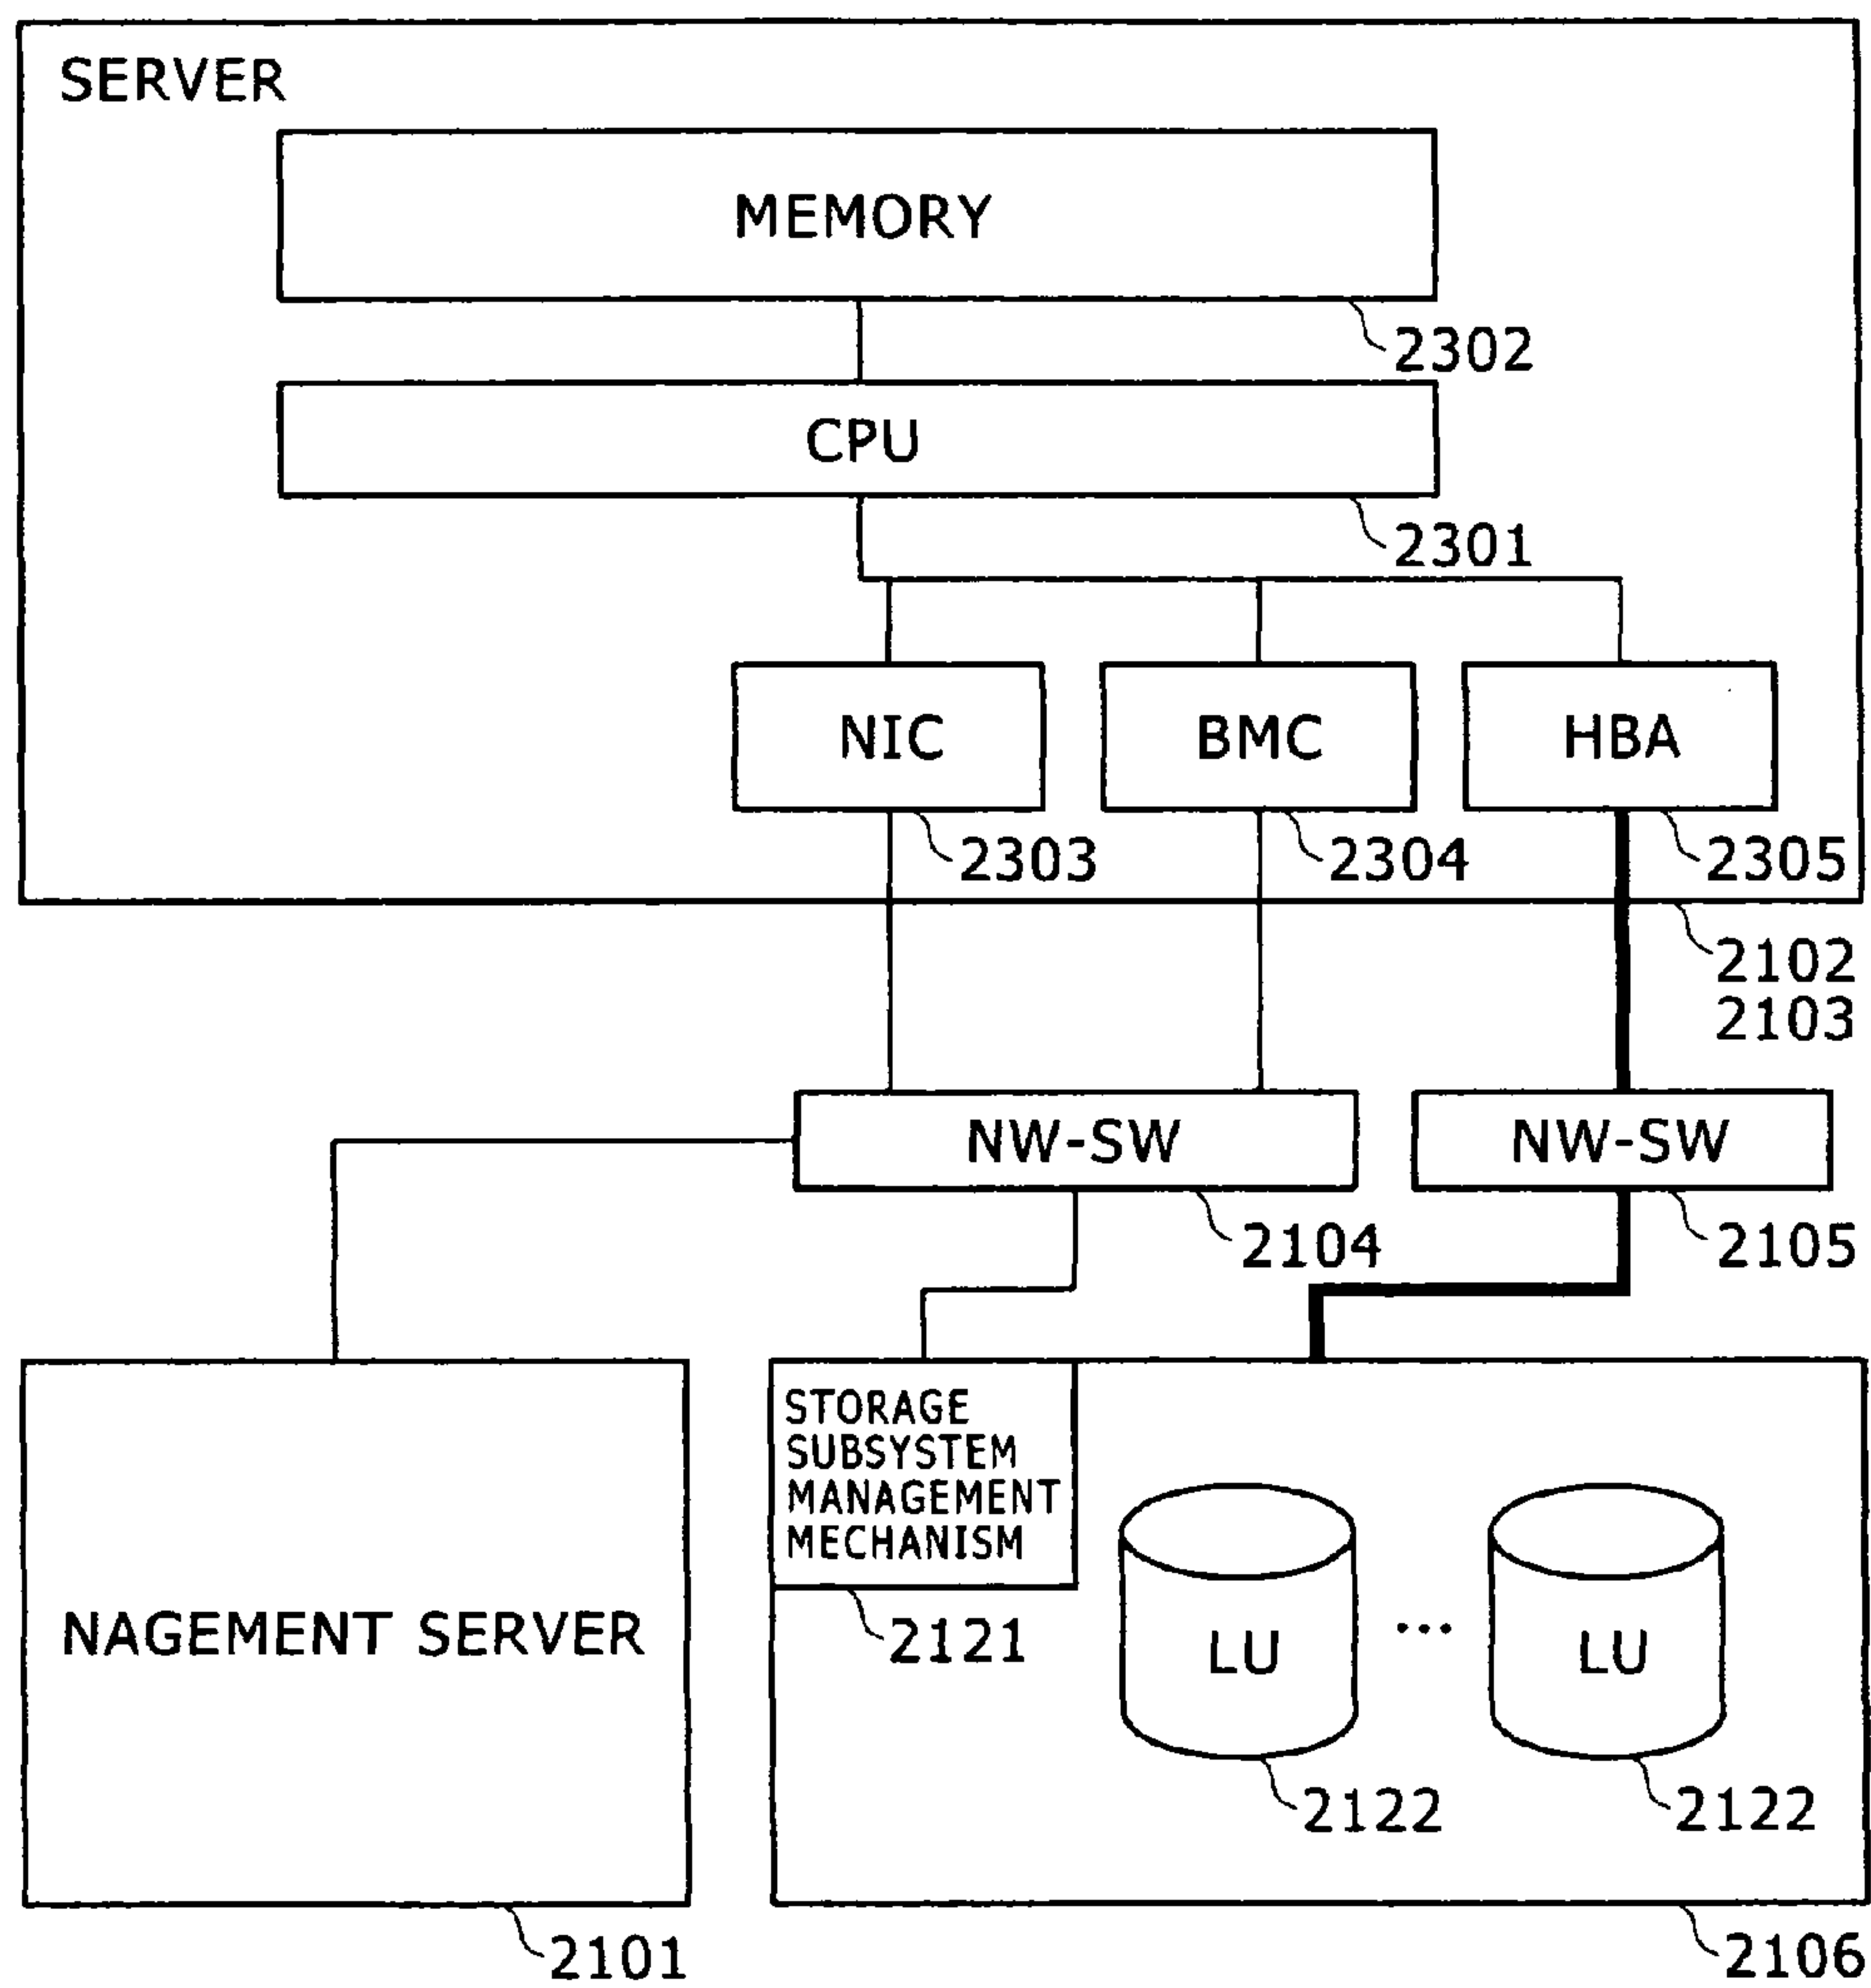 SERVER
MEMORY
2302
CPU
2301
NIC
BMC
HBA
2303
2304
2305
2102
2103
NW-SW
NW-SW
2104
2105
STORAGE
SUBSYSTEM
MANAGEMENT
MECHANISM
NAGEMENT SERVER
2121
LU
...
LU
2122
2122
2101
2106